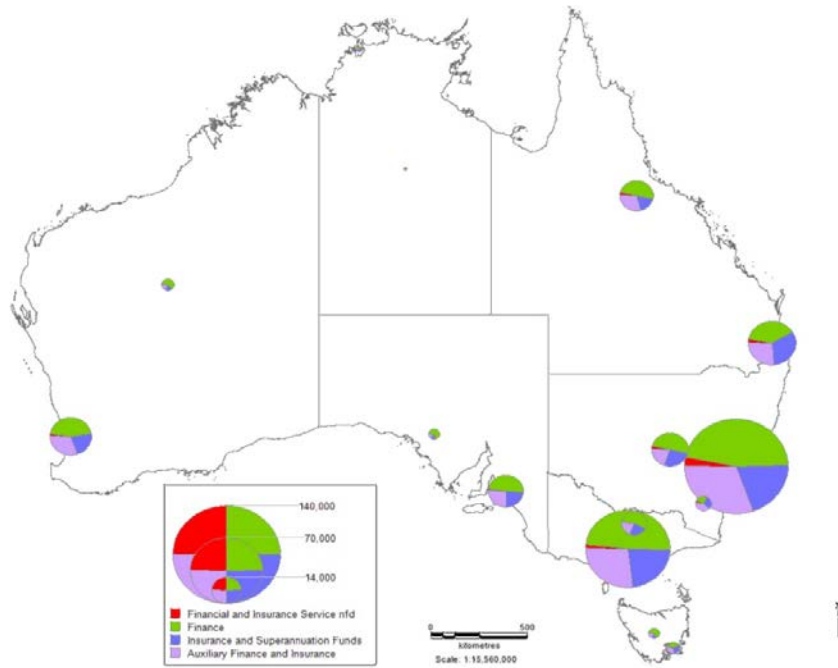 140,000
70,000
14,000
Financial and Insurance Service nfd
Finance
Insurance and Superannuation Funds
Auxiliary Finance and Insurance
0 500
kilometres
Scale: 1:15,560,000